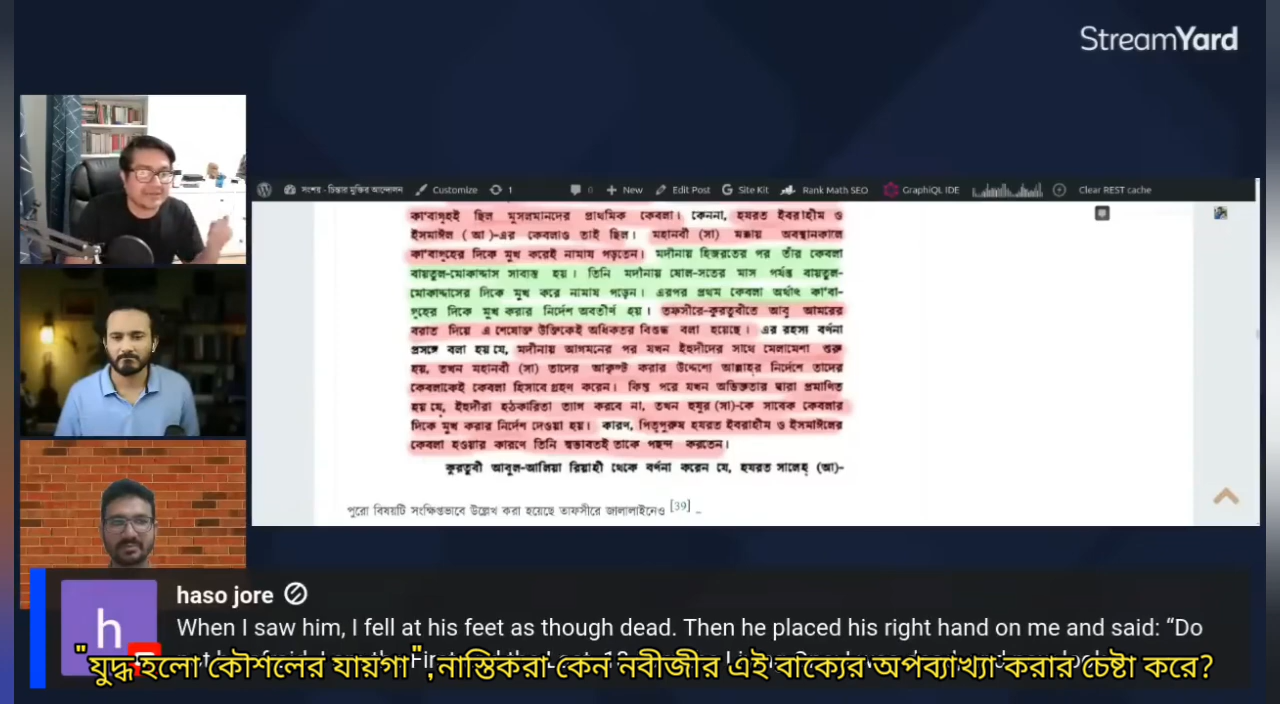 StreamYard
সংশয় - চিন্তার মুক্তির আন্দোলন Customize 1 0 New Edit Post Site Kit Rank Math SEO GraphiQL IDE Clear REST cache
কা'বাগৃহই ছিল মুসলমানদের প্রাথমিক কেবলা। কেননা, হযরত ইবরাহীম ও
ইসমাঈল (আ)-এর কেবলাও তাই ছিল। মহানবী (সা) মক্কায় অবস্থানকালে
কা'বাগৃহের দিকে মুখ করেই নামায পড়তেন। মদীনায় হিজরতের পর তাঁর কেবলা
বায়তুল-মোকাদ্দাস সাব্যস্ত হয়। তিনি মদীনায় ষোল-সতের মাস পর্যন্ত বায়তুল-
মোকাদ্দাসের দিকে মুখ করে নামায পড়েন। এরপর প্রথম কেবলা অর্থাৎ কা'বা-
গৃহের দিকে মুখ করার নির্দেশ অবতীর্ণ হয়। তফসীরে-কুরতুবীতে আবু আমরের
বরাত দিয়ে এ শেষোক্ত উক্তিকেই অধিকতর বিশুদ্ধ বলা হয়েছে। এর রহস্য বর্ণনা
প্রসঙ্গে বলা হয় যে, মদীনায় আগমনের পর যখন ইহুদীদের সাথে মেলামেশা শুরু
হয়, তখন মহানবী (সা) তাদের আকৃষ্ট করার উদ্দেশ্যে আল্লাহর নির্দেশে তাদের
কেবলাকেই কেবলা হিসাবে গ্রহণ করেন। কিন্তু পরে যখন অভিজ্ঞতার দ্বারা প্রমাণিত
হয় যে, ইহুদীরা হঠকারিতা ত্যাগ করবে না, তখন হুযুর (সা)-কে সাবেক কেবলার
দিকে মুখ করার নির্দেশ দেওয়া হয়। কারণ, পিতৃপুরুষ হযরত ইবরাহীম ও ইসমাঈলের
কেবলা হওয়ার কারণে তিনি স্বভাবতই তাকে পছন্দ করতেন।
কুরতুবী আবুল-আলিয়া রিয়াহী থেকে বর্ণনা করেন যে, হযরত সালেহ্ (আ)-
পুরো বিষয়টি সংক্ষিপ্তভাবে উল্লেখ করা হয়েছে তাফসীরে জালালাইনেও [39] –
haso jore
h
When I saw him, I fell at his feet as though dead. Then he placed his right hand on me and said: “Do
"যুদ্ধ হলো কৌশলের যায়গা",নাস্তিকরা কেন নবীজীর এই বাক্যের অপব্যাখ্যা করার চেষ্টা করে?